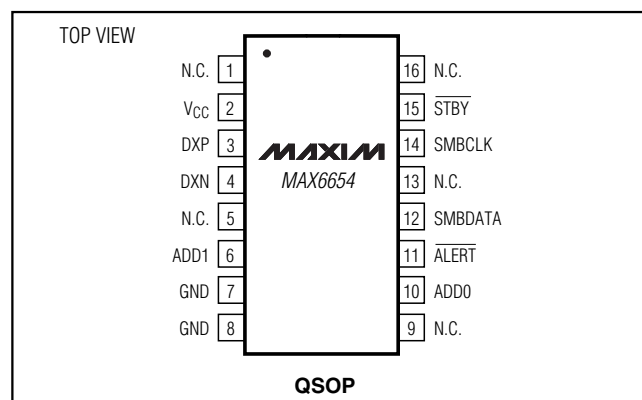 TOP VIEW
N.C. 1
VCC 2
DXP 3
DXN 4
N.C. 5
ADD1 6
GND 7
GND 8
MAXIM
MAX6654
16 N.C.
15 STBY
14 SMBCLK
13 N.C.
12 SMBDATA
11 ALERT
10 ADD0
9 N.C.
QSOP